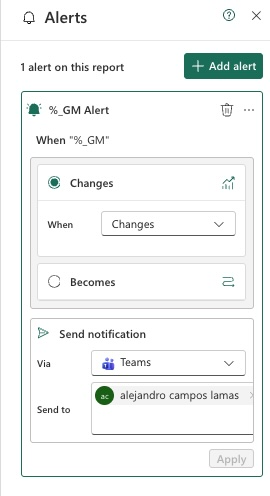 Alerts
1 alert on this report
Add alert
%_GM Alert
When "%_GM"
Changes
When
Changes
Becomes
Send notification
Via
Teams
Send to
ac alejandro campos lamas
Apply